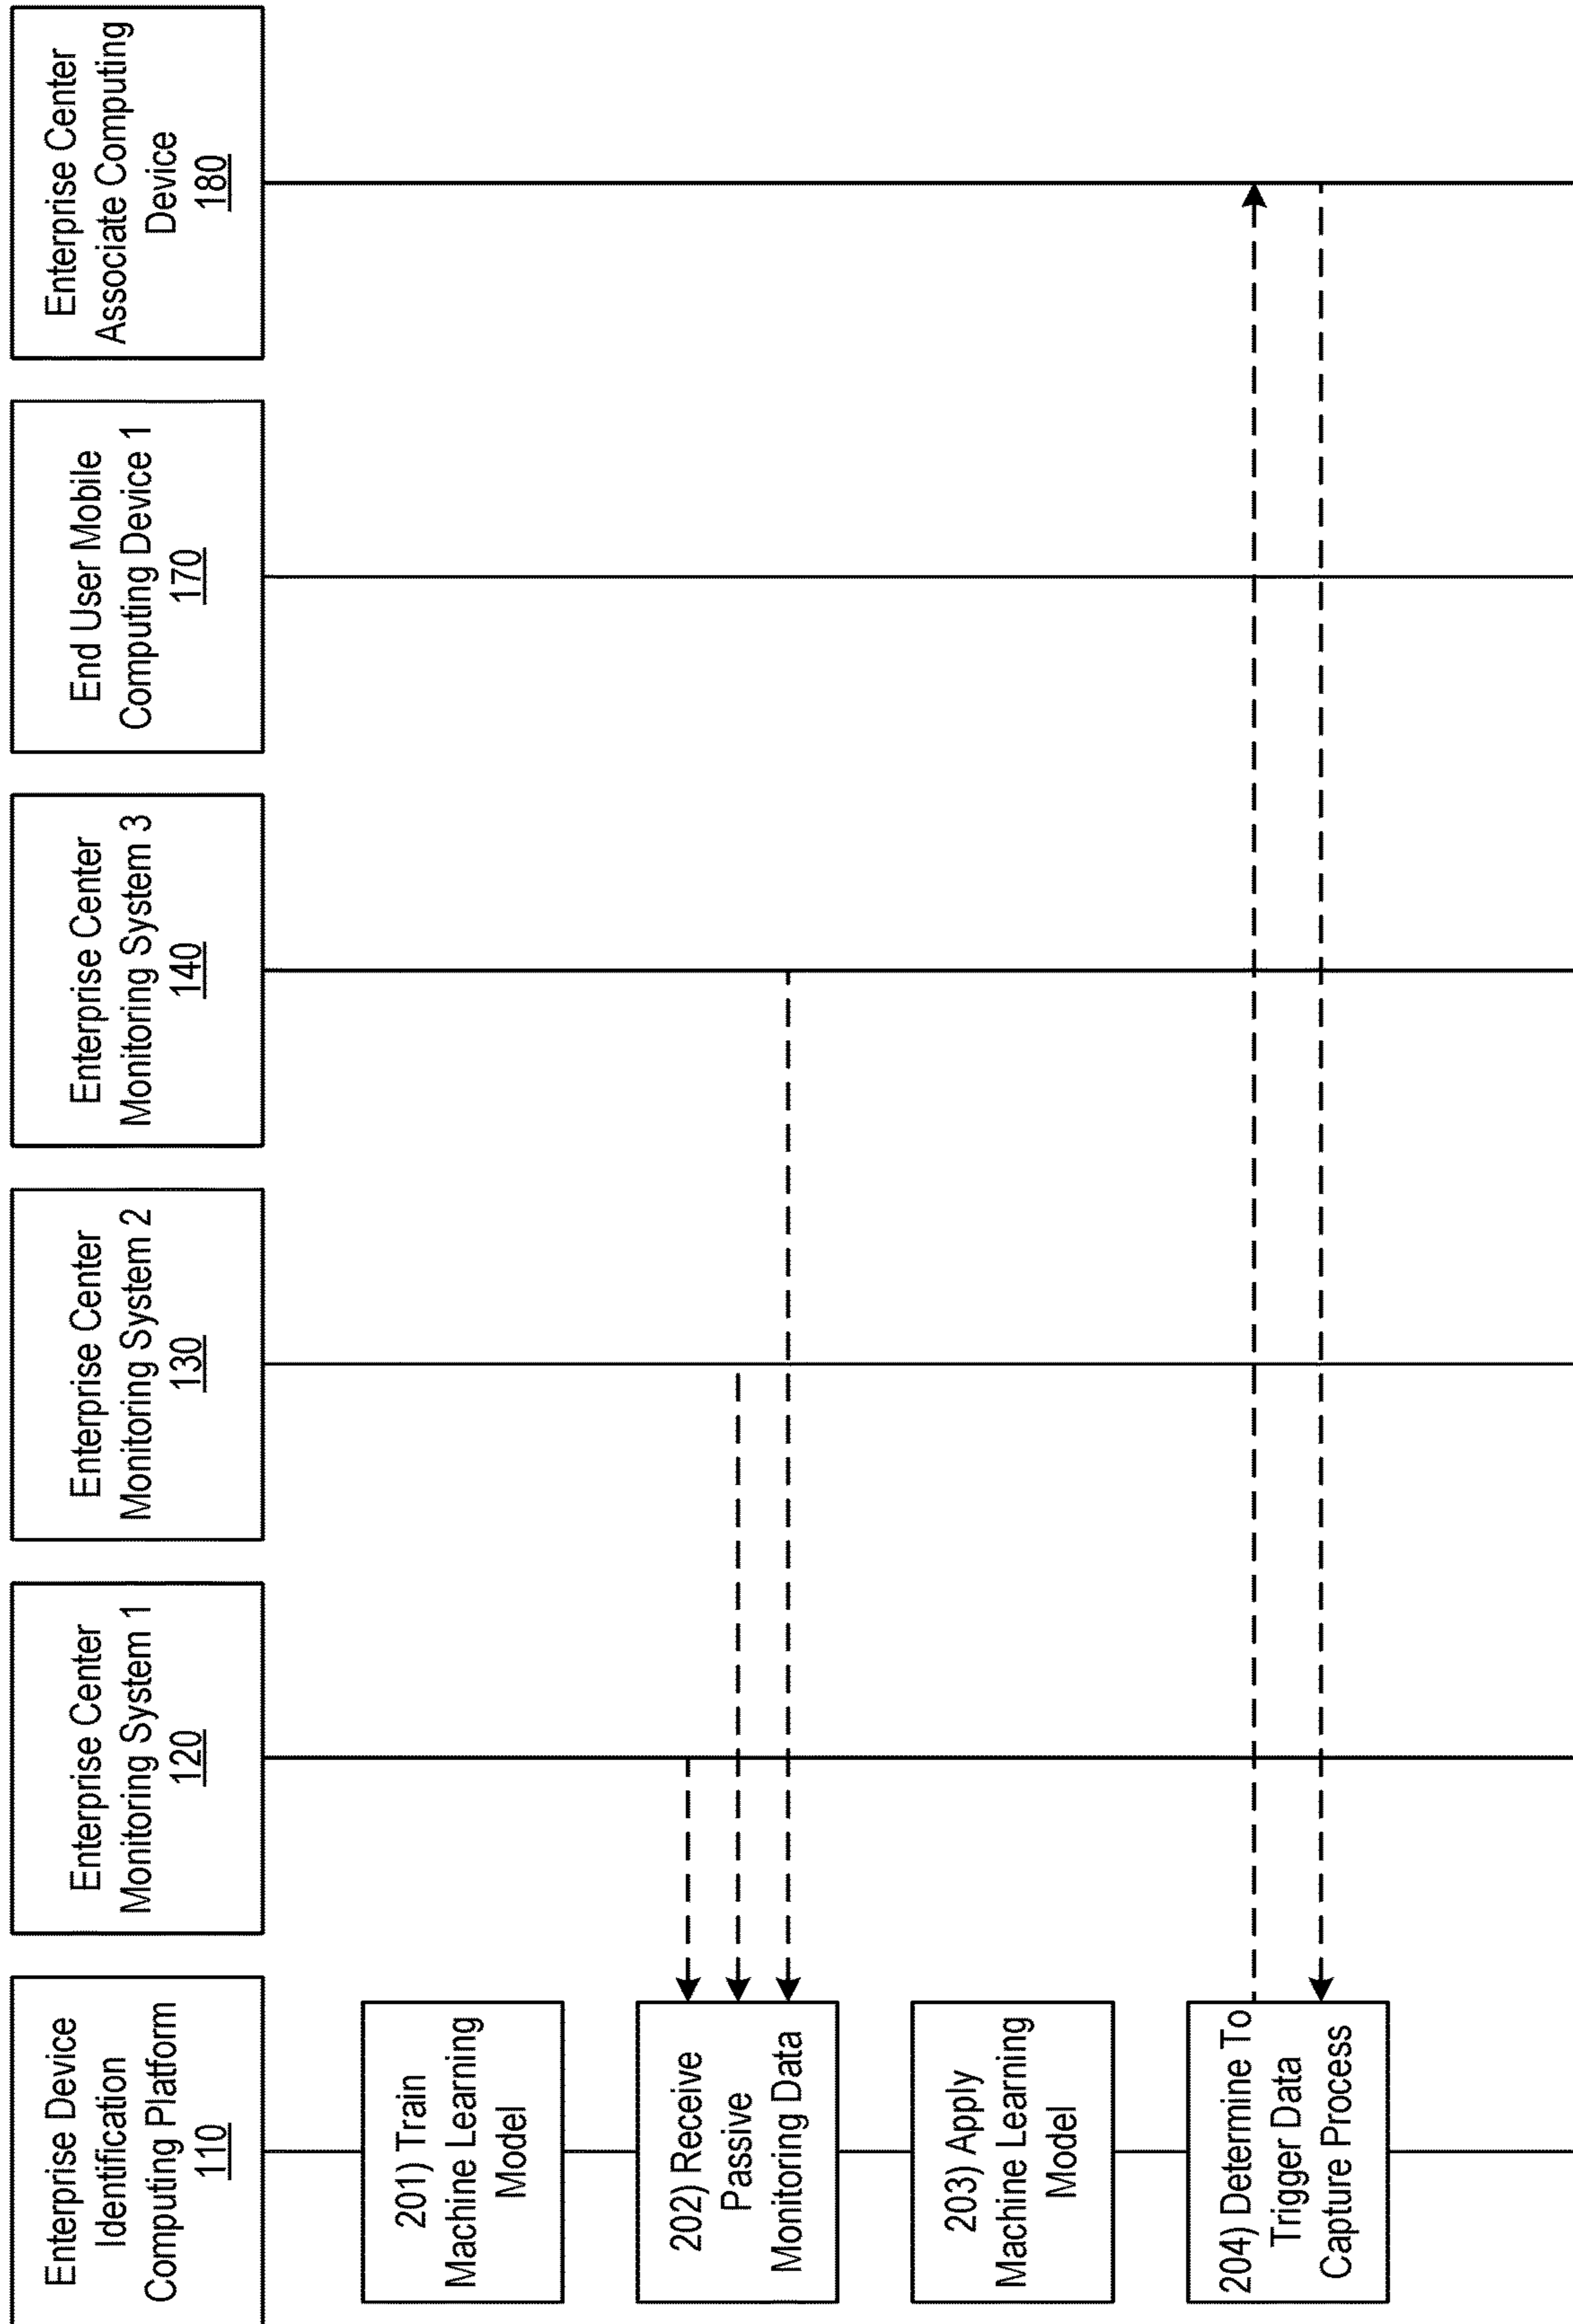 Enterprise Device
Identification
Computing Platform
110
Enterprise Center
Monitoring System 1
120
Enterprise Center
Monitoring System 2
130
Enterprise Center
Monitoring System 3
140
End User Mobile
Computing Device 1
170
Enterprise Center
Associate Computing
Device
180
201) Train
Machine Learning
Model
202) Receive
Passive
Monitoring Data
203) Apply
Machine Learning
Model
204) Determine To
Trigger Data
Capture Process